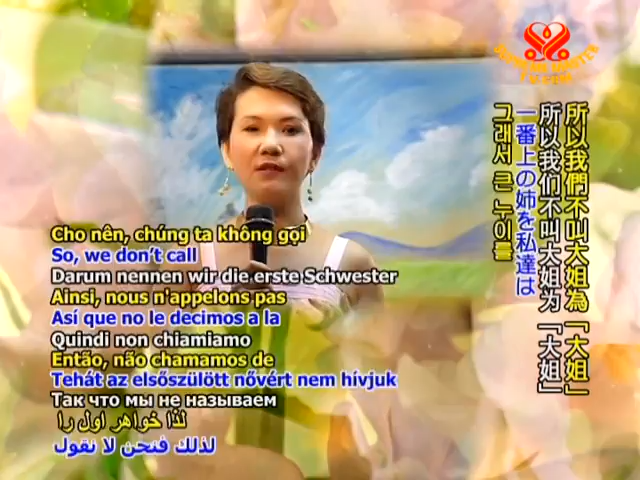 SUPREME MASTER
TV.COM
Cho nên, chúng ta không gọi
So, we don't call
Darum nennen wir die erste Schwester
Ainsi, nous n'appelons pas
Así que no le decimos a la
Quindi non chiamiamo
Então, não chamamos de
Tehát az elsőszülött nővért nem hívjuk
Так что мы не называем
لذا خواهر اول را
لذلك فنحن لا نقول
所以我們不叫大姐為「大姐」
所以我们不叫大姐为「大姐」
一番上の姉を私達は
그래서 큰 누이를